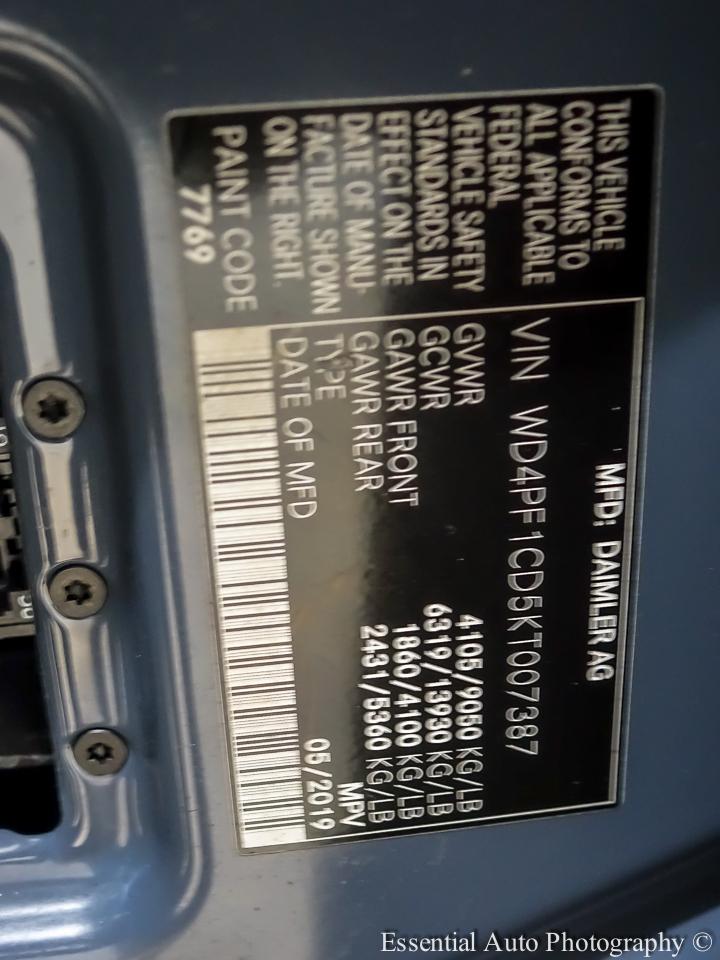 THIS VEHICLE
CONFORMS TO
ALL APPLICABLE
FEDERAL
VEHICLE SAFETY
STANDARDS IN
EFFECT ON THE
DATE OF MANU-
FACTURE SHOWN
ON THE RIGHT.
PAINT CODE
7769
MFD: DAIMLER AG
VIN WD4PF1CD5KT007387
GVWR 4105/9050 KG/LB
GCWR 6319/13930 KG/LB
GAWR FRONT 1860/4100 KG/LB
GAWR REAR 2431/5360 KG/LB
TYPE MPV
DATE OF MFD 05/2019
Essential Auto Photography ©